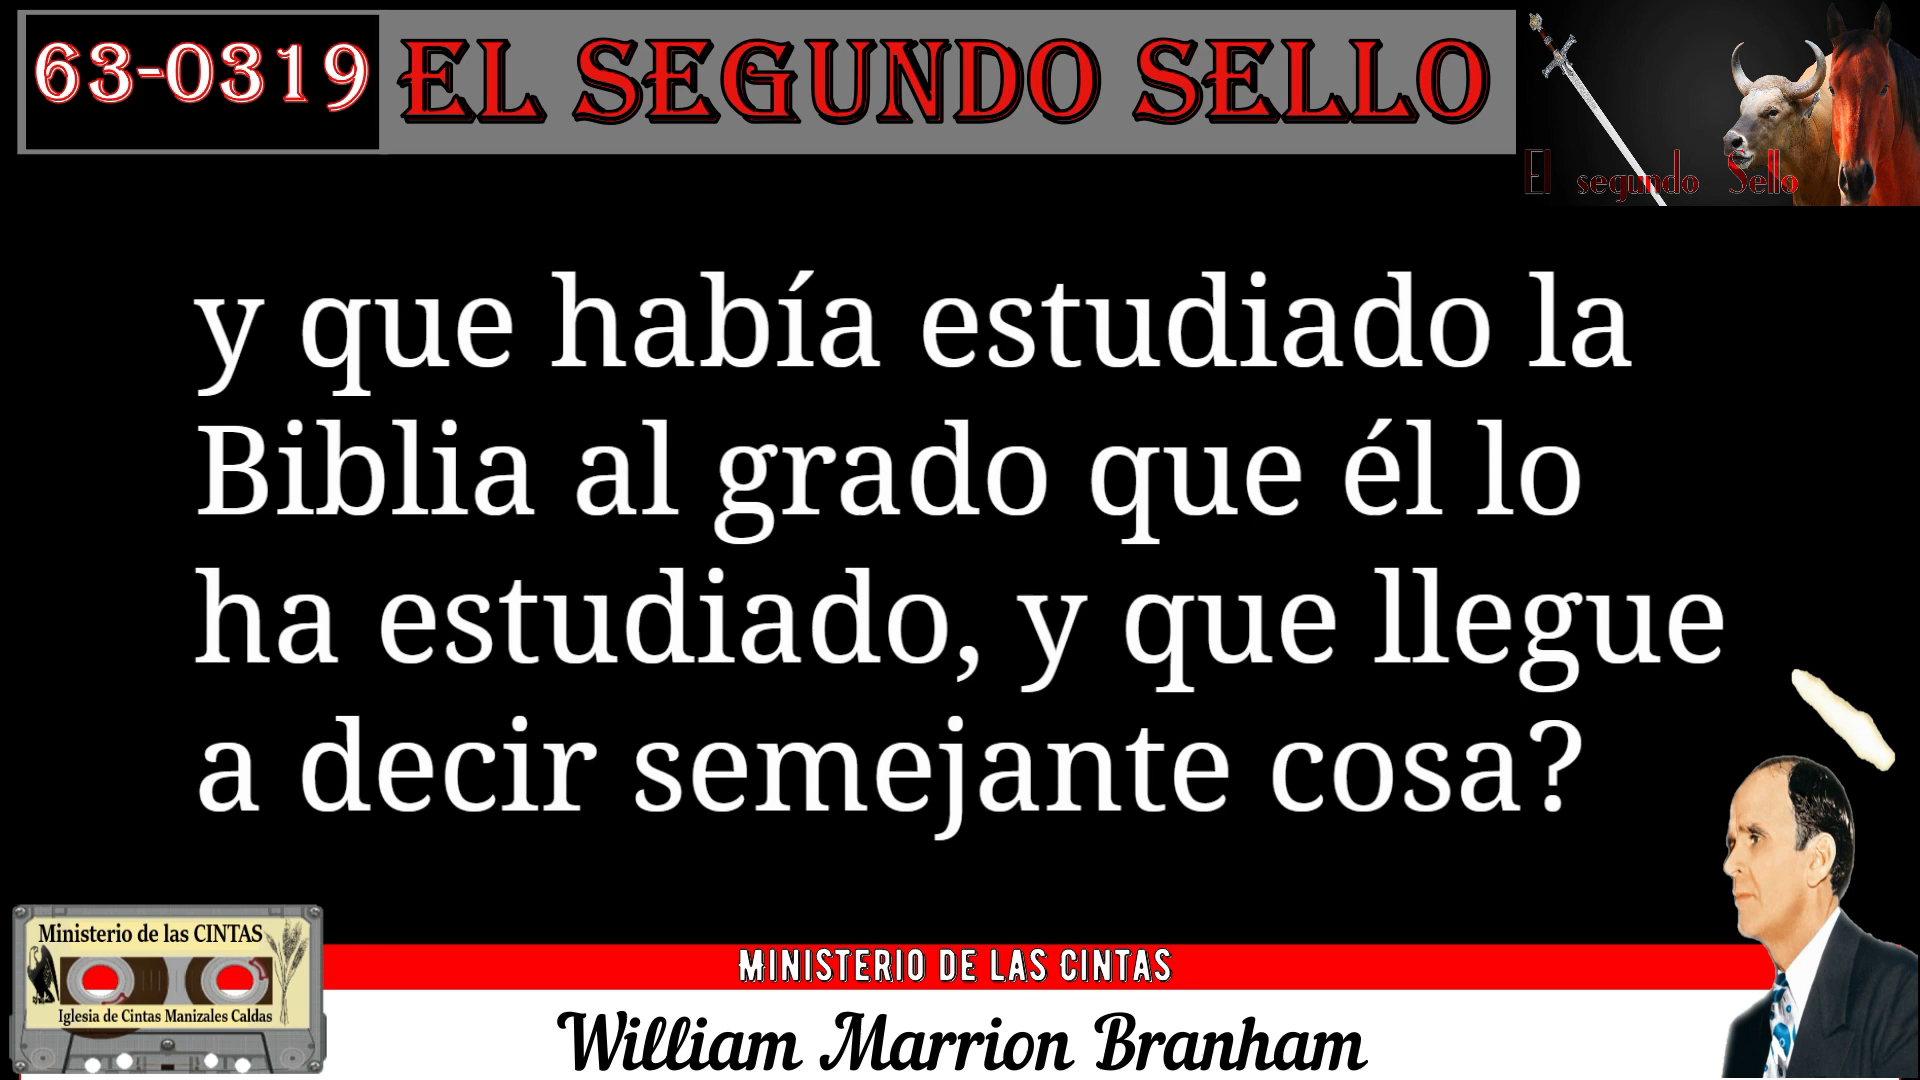 63-0319
EL SEGUNDO SELLO
El segundo Sello
y que había estudiado la
Biblia al grado que él lo
ha estudiado, y que llegue
a decir semejante cosa?
Ministerio de las CINTAS
Iglesia de Cintas Manizales Caldas
MINISTERIO DE LAS CINTAS
William Marrion Branham